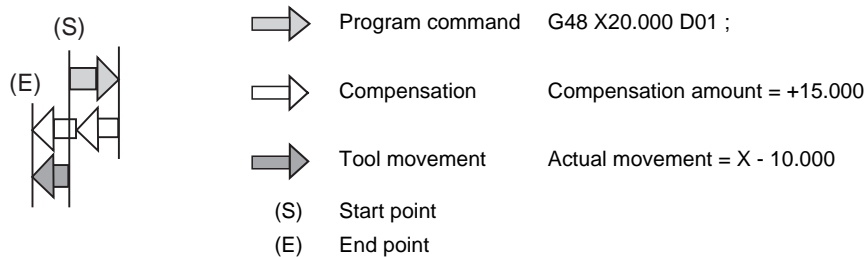 (S)
(E)
Program command G48 X20.000 D01 ;
Compensation Compensation amount = +15.000
Tool movement Actual movement = X - 10.000
(S) Start point
(E) End point